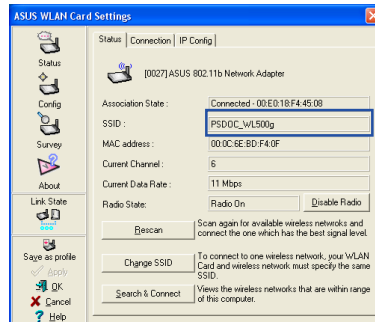 ASUS WLAN Card Settings
Status
Config
Survey
About
Link State
Save as profile
Apply
OK
Cancel
Help
Status Connection IP Config
[0027] ASUS 802.11b Network Adapter
Association State : Connected - 00:E0:18:F4:45:08
SSID : PSDOC_WL500g
MAC address : 00:0C:6E:BD:F4:0F
Current Channel : 6
Current Data Rate : 11 Mbps
Radio State: Radio On Disable Radio
Rescan
Scan again for available wireless netwroks and
connect the one which has the best signal level.
Change SSID
To connect to one wireless network, your WLAN
Card and wireless network must specify the same
SSID.
Search & Connect
Views the wireless networks that are within range
of this computer.